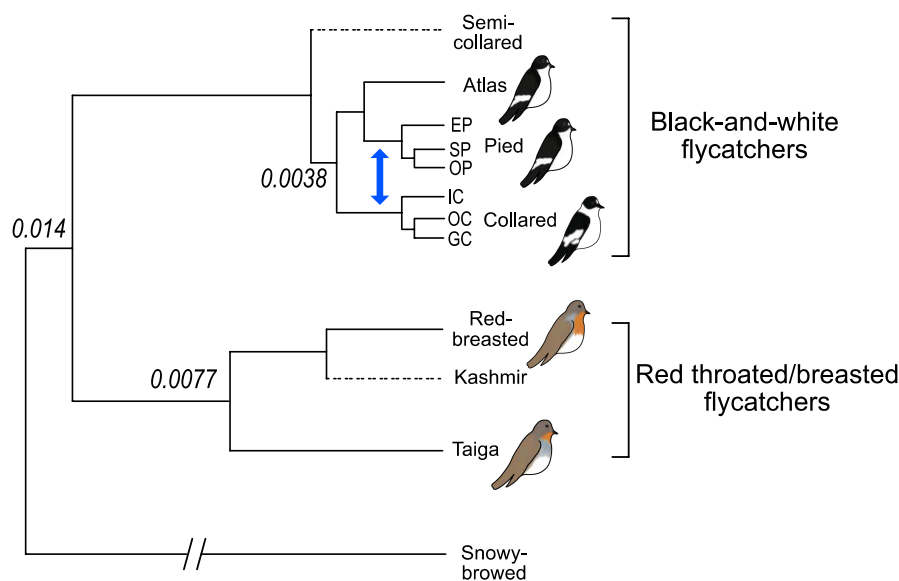 Semi-
collared
Atlas
EP
SP
Pied
OP
IC
OC
Collared
GC
Black-and-white
flycatchers
0.0038
0.014
Red-
breasted
0.0077
Kashmir
Taiga
Red throated/breasted
flycatchers
Snowy-
browed